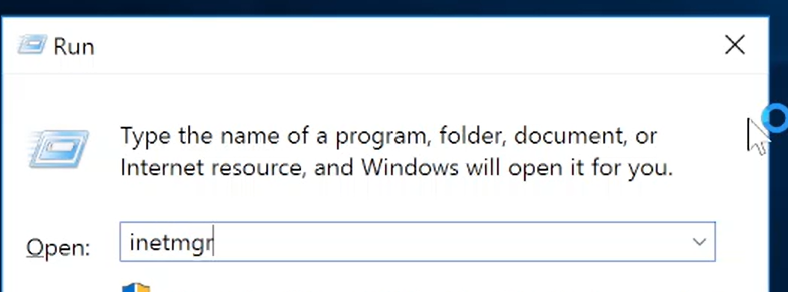 Run
Type the name of a program, folder, document, or
Internet resource, and Windows will open it for you.
Open:
inetmgr